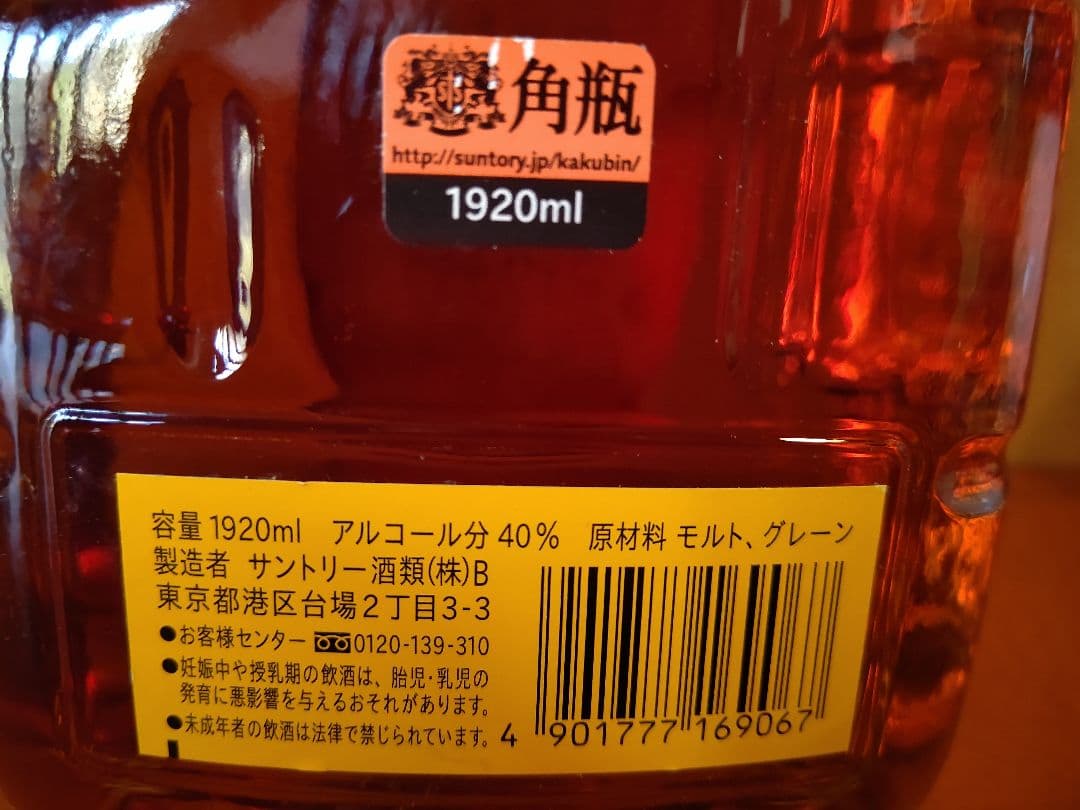 角瓶
http://suntory.jp/kakubin/
1920ml
容量 1920ml アルコール分 40% 原材料 モルト、グレーン
製造者 サントリー酒類(株)B
東京都港区台場2丁目3-3
●お客様センター 0120-139-310
●妊娠中や授乳期の飲酒は、胎児・乳児の
発育に悪影響を与えるおそれがあります。
●未成年者の飲酒は法律で禁じられています。
4 901777 169067